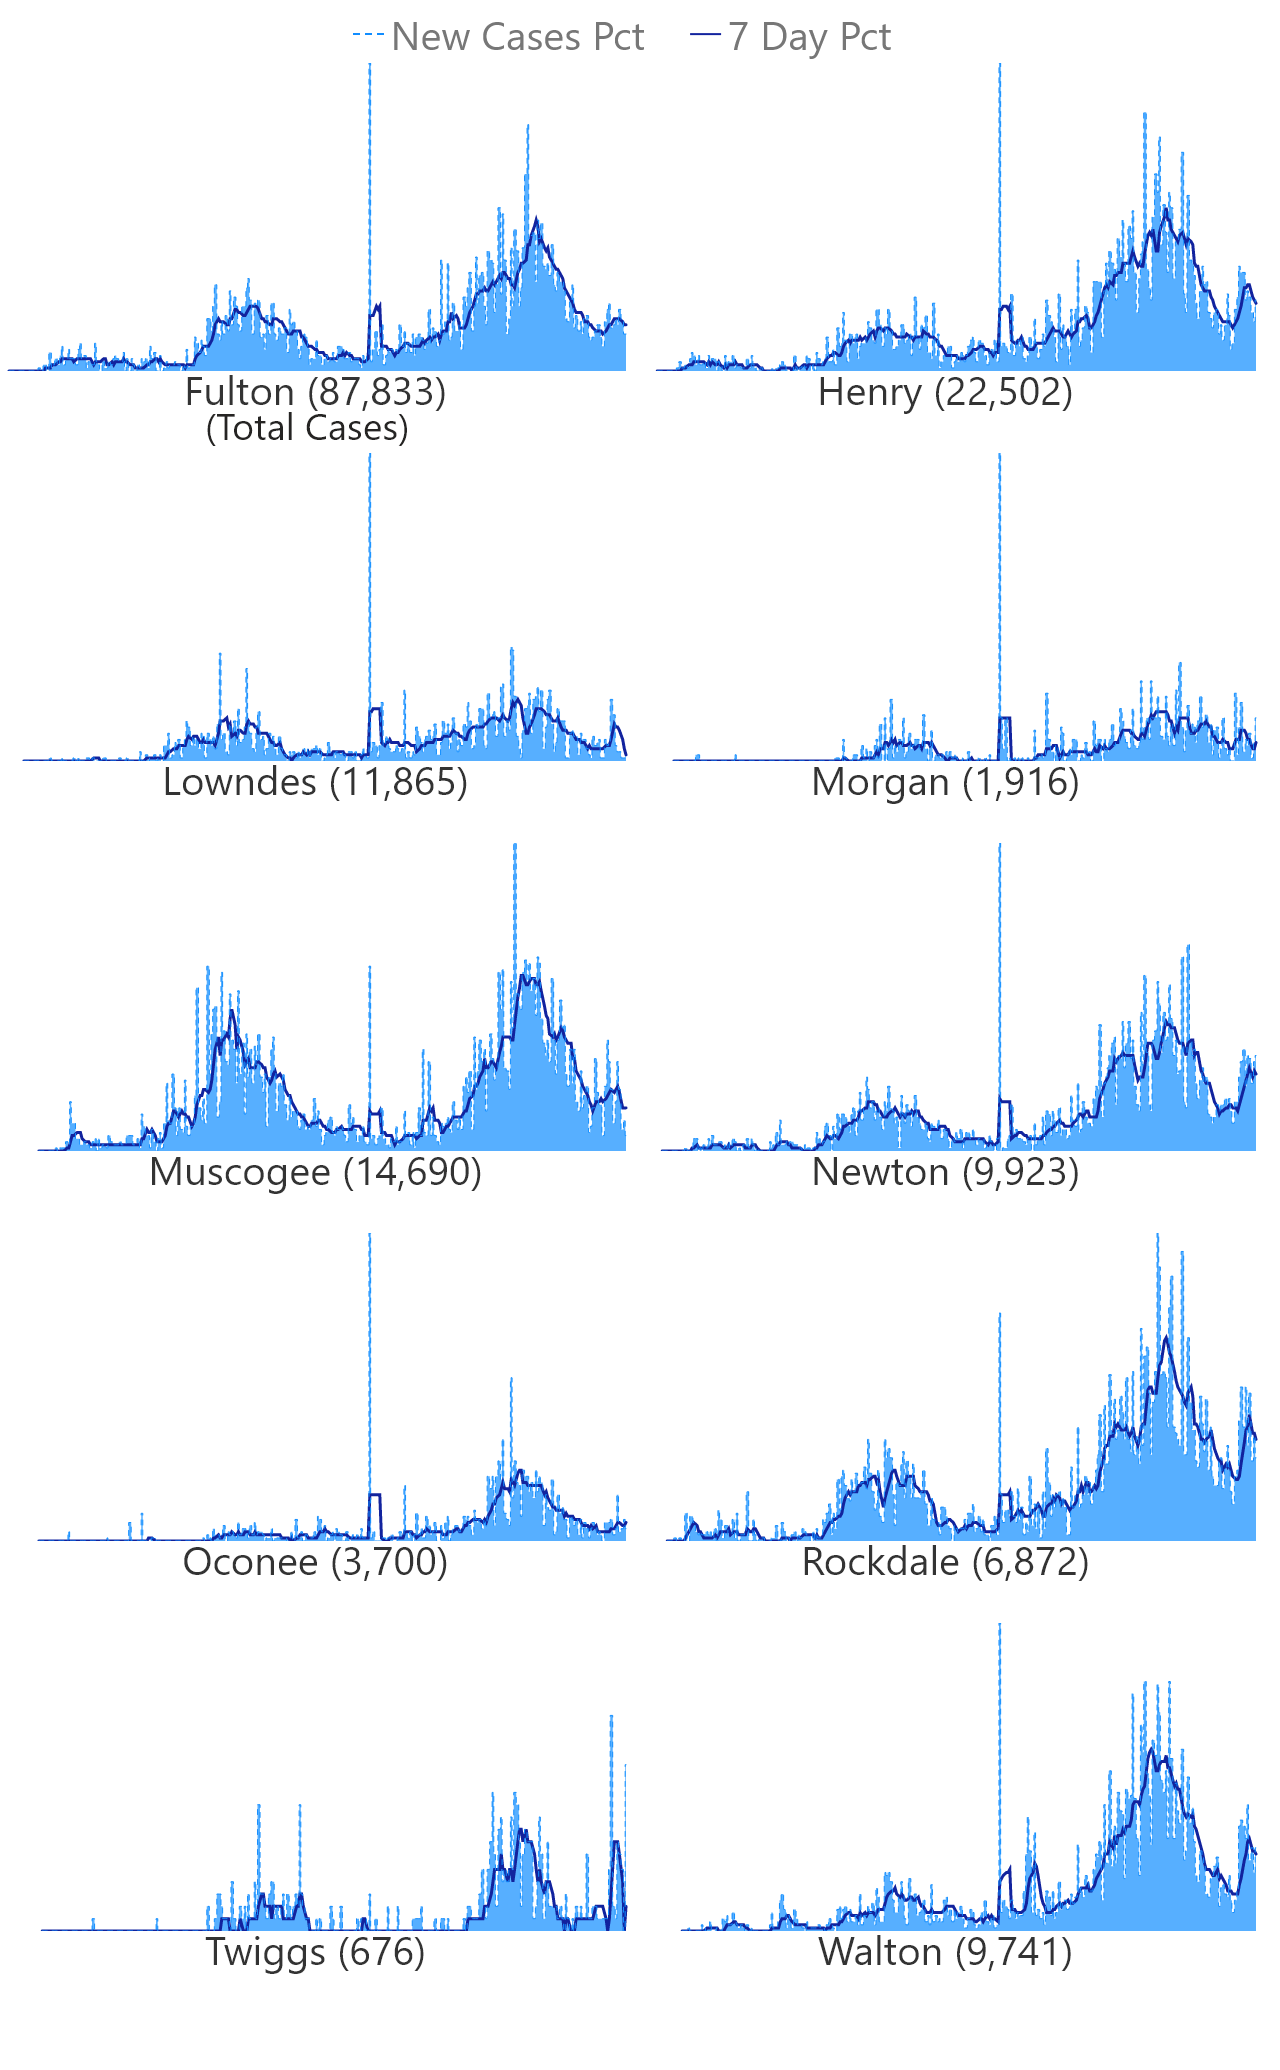 New Cases Pct 7 Day Pct
Fulton (87,833) Henry (22,502)
(Total Cases)
Lowndes (11,865) Morgan (1,916)
Muscogee (14,690) Newton (9,923)
Oconee (3,700) Rockdale (6,872)
Twiggs (676) Walton (9,741)